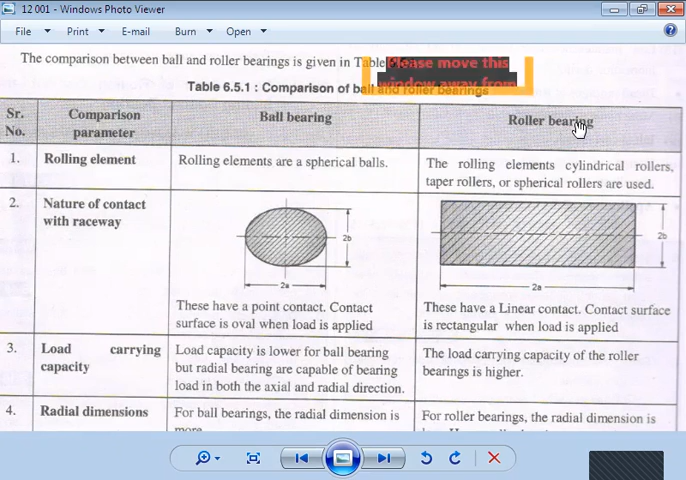 12 001 - Windows Photo Viewer
File Print E-mail Burn Open
The comparison between ball and roller bearings is given in Table
Please move this
window away from
Table 6.5.1 : Comparison of ball and roller bearings
Sr. No.
Comparison parameter
Ball bearing
Roller bearing
1.
Rolling element
Rolling elements are a spherical balls.
The rolling elements cylindrical rollers,
taper rollers, or spherical rollers are used.
2.
Nature of contact
with raceway
2b
2a
These have a point contact. Contact
surface is oval when load is applied
2b
2a
These have a Linear contact. Contact surface
is rectangular when load is applied
3.
Load carrying
capacity
Load capacity is lower for ball bearing
but radial bearing are capable of bearing
load in both the axial and radial direction.
The load carrying capacity of the roller
bearings is higher.
4.
Radial dimensions
For ball bearings, the radial dimension is
For roller bearings, the radial dimension is